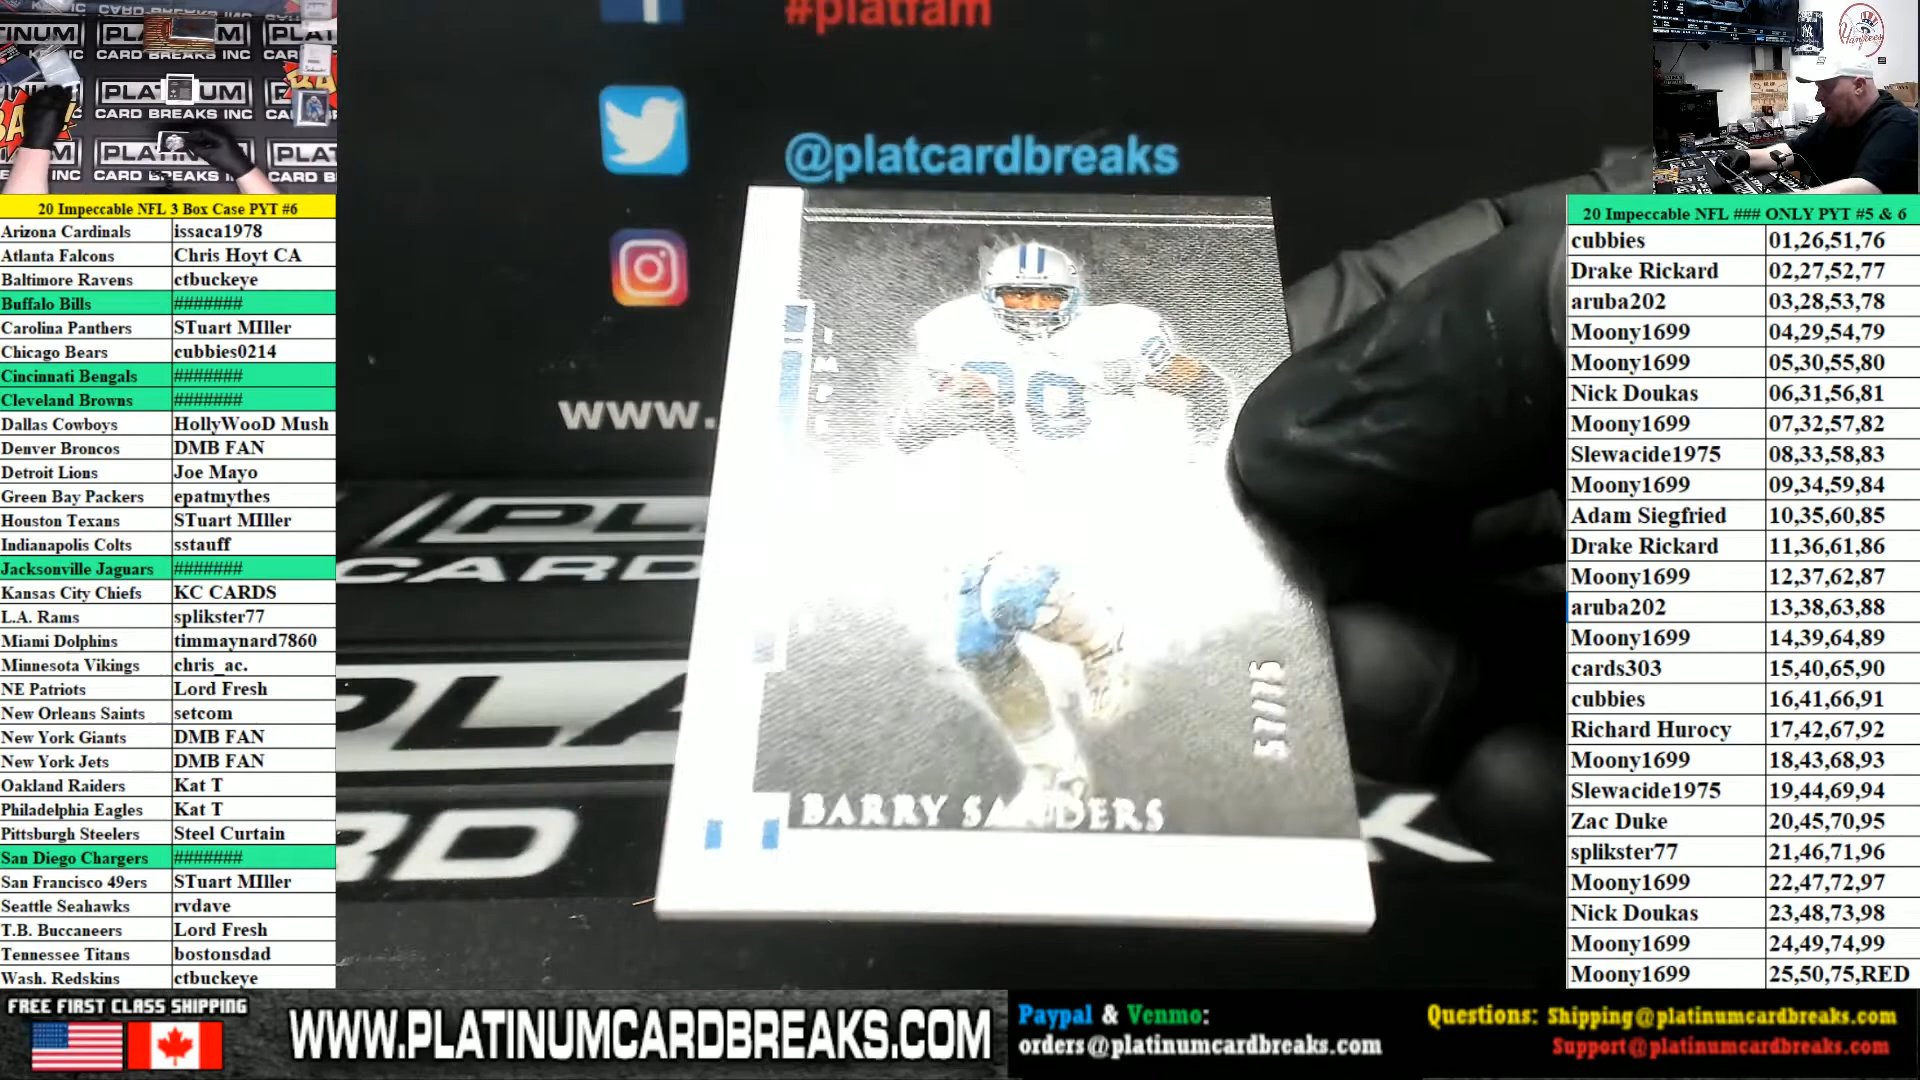 #platfam
@platcardbreaks
www.
IMPE
BARRY SANDERS
57/75
PLATINUM
CARD BREAKS INC
Yankees
20 Impeccable NFL 3 Box Case PYT #6
Arizona Cardinals issaca1978
Atlanta Falcons Chris Hoyt CA
Baltimore Ravens ctbuckeye
Buffalo Bills #######
Carolina Panthers STuart MIller
Chicago Bears cubbies0214
Cincinnati Bengals #######
Cleveland Browns #######
Dallas Cowboys HollyWooD Mush
Denver Broncos DMB FAN
Detroit Lions Joe Mayo
Green Bay Packers epatmythes
Houston Texans STuart MIller
Indianapolis Colts sstauff
Jacksonville Jaguars #######
Kansas City Chiefs KC CARDS
L.A. Rams splikster77
Miami Dolphins timmaynard7860
Minnesota Vikings chris_ac.
NE Patriots Lord Fresh
New Orleans Saints setcom
New York Giants DMB FAN
New York Jets DMB FAN
Oakland Raiders Kat T
Philadelphia Eagles Kat T
Pittsburgh Steelers Steel Curtain
San Diego Chargers #######
San Francisco 49ers STuart MIller
Seattle Seahawks rvdave
T.B. Buccaneers Lord Fresh
Tennessee Titans bostonsdad
Wash. Redskins ctbuckeye
20 Impeccable NFL ### ONLY PYT #5 & 6
cubbies 01,26,51,76
Drake Rickard 02,27,52,77
aruba202 03,28,53,78
Moony1699 04,29,54,79
Moony1699 05,30,55,80
Nick Doukas 06,31,56,81
Moony1699 07,32,57,82
Slewacide1975 08,33,58,83
Moony1699 09,34,59,84
Adam Siegfried 10,35,60,85
Drake Rickard 11,36,61,86
Moony1699 12,37,62,87
aruba202 13,38,63,88
Moony1699 14,39,64,89
cards303 15,40,65,90
cubbies 16,41,66,91
Richard Hurocy 17,42,67,92
Moony1699 18,43,68,93
Slewacide1975 19,44,69,94
Zac Duke 20,45,70,95
splikster77 21,46,71,96
Moony1699 22,47,72,97
Nick Doukas 23,48,73,98
Moony1699 24,49,74,99
Moony1699 25,50,75,RED
FREE FIRST CLASS SHIPPING
WWW.PLATINUMCARDBREAKS.COM
Paypal & Venmo:
orders@platinumcardbreaks.com
Questions: Shipping@platinumcardbreaks.com
Support@platinumcardbreaks.com